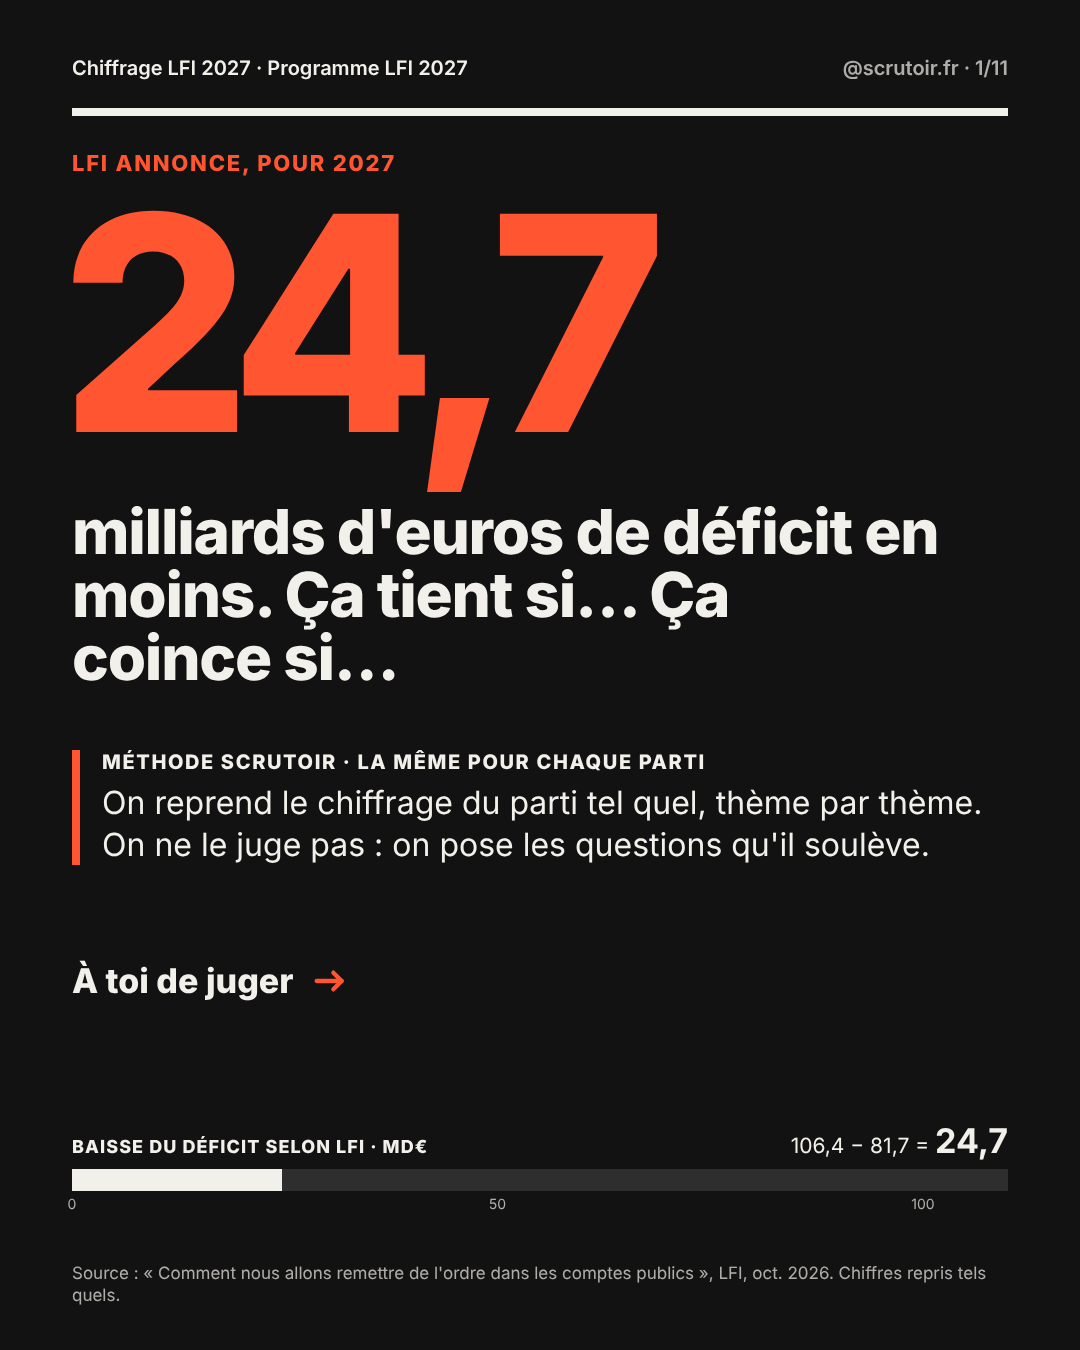 Chiffrage LFI 2027 · Programme LFI 2027
@scrutoir.fr · 1/11
LFI ANNONCE, POUR 2027
24,7
milliards d'euros de déficit en
moins. Ça tient si… Ça
coince si…
MÉTHODE SCRUTOIR · LA MÊME POUR CHAQUE PARTI
On reprend le chiffrage du parti tel quel, thème par thème.
On ne le juge pas : on pose les questions qu'il soulève.
À toi de juger →
BAISSE DU DÉFICIT SELON LFI · MD€
106,4 − 81,7 = 24,7
0 50 100
Source : « Comment nous allons remettre de l'ordre dans les comptes publics », LFI, oct. 2026. Chiffres repris tels
quels.